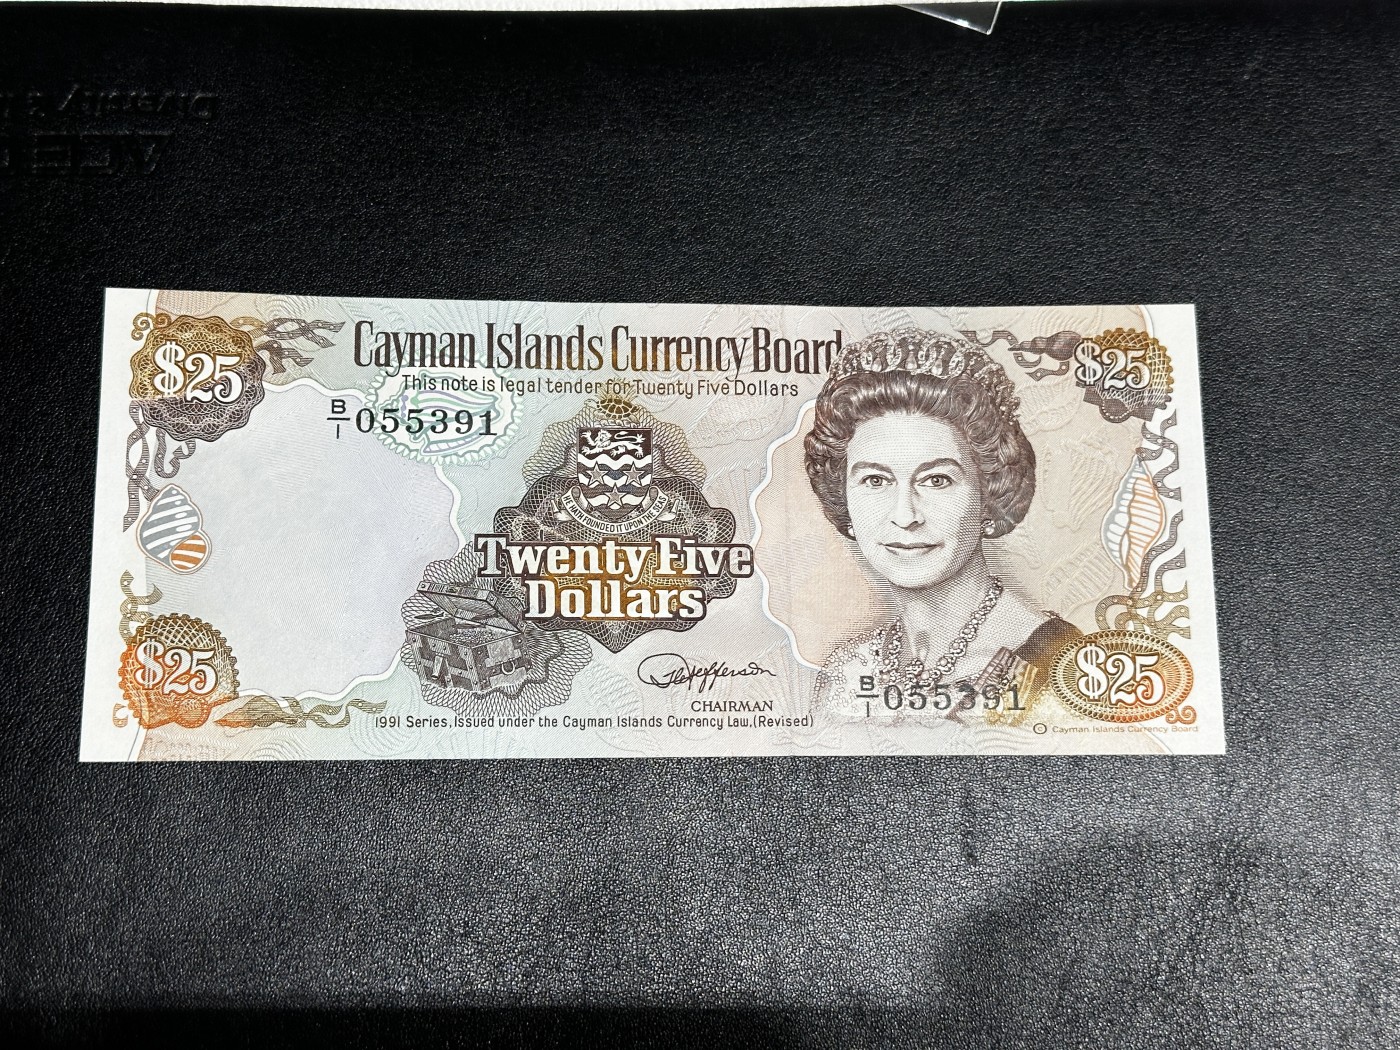 Diversity &
ACE
$25
Cayman Islands Currency Board
$25
This note is legal tender for Twenty Five Dollars
B/1 055391
HE HATH FOUNDED IT UPON THE SEAS
Twenty Five
Dollars
$25
$25
B/1 055391
CHAIRMAN
1991 Series, Issued under the Cayman Islands Currency Law, (Revised)
© Cayman Islands Currency Board